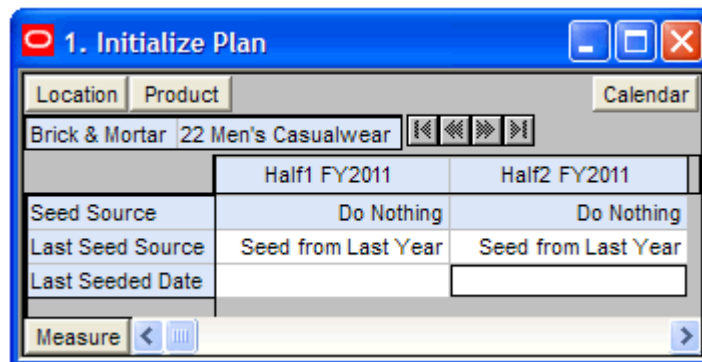 1. Initialize Plan
Location Product Calendar
Brick & Mortar 22 Men's Casualwear
Half1 FY2011 Half2 FY2011
Seed Source Do Nothing Do Nothing
Last Seed Source Seed from Last Year Seed from Last Year
Last Seeded Date
Measure